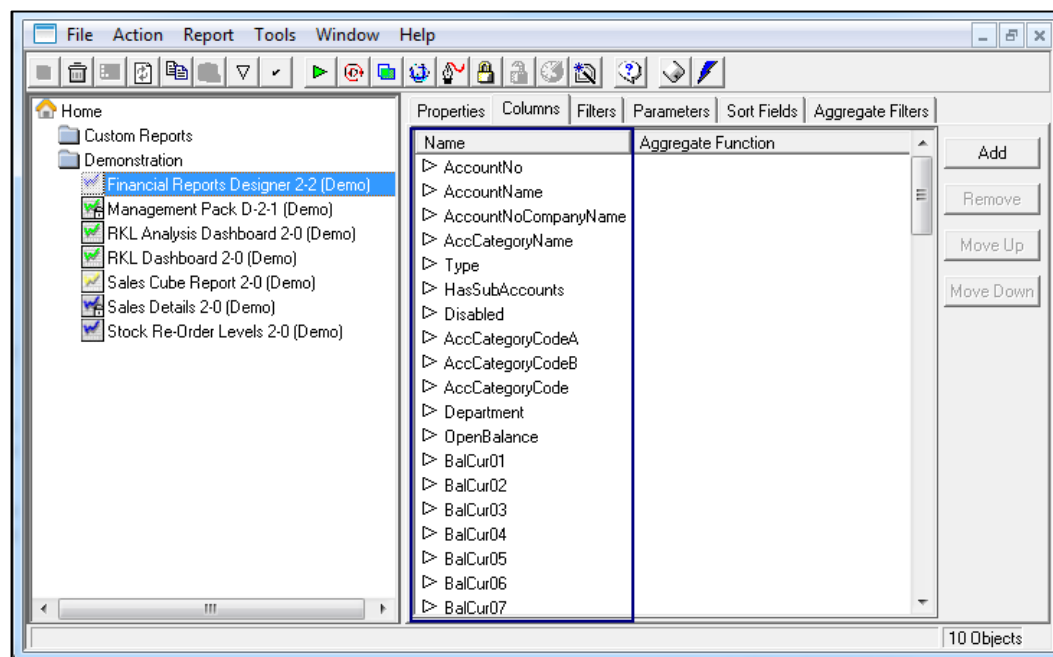 File Action Report Tools Window Help
Home
Custom Reports
Demonstration
Financial Reports Designer 2-2 (Demo)
Management Pack D-2-1 (Demo)
RKL Analysis Dashboard 2-0 (Demo)
RKL Dashboard 2-0 (Demo)
Sales Cube Report 2-0 (Demo)
Sales Details 2-0 (Demo)
Stock Re-Order Levels 2-0 (Demo)
Properties Columns Filters Parameters Sort Fields Aggregate Filters
Name Aggregate Function
AccountNo
AccountName
AccountNoCompanyName
AccCategoryName
Type
HasSubAccounts
Disabled
AccCategoryCodeA
AccCategoryCodeB
AccCategoryCode
Department
OpenBalance
BalCur01
BalCur02
BalCur03
BalCur04
BalCur05
BalCur06
BalCur07
Add
Remove
Move Up
Move Down
10 Objects